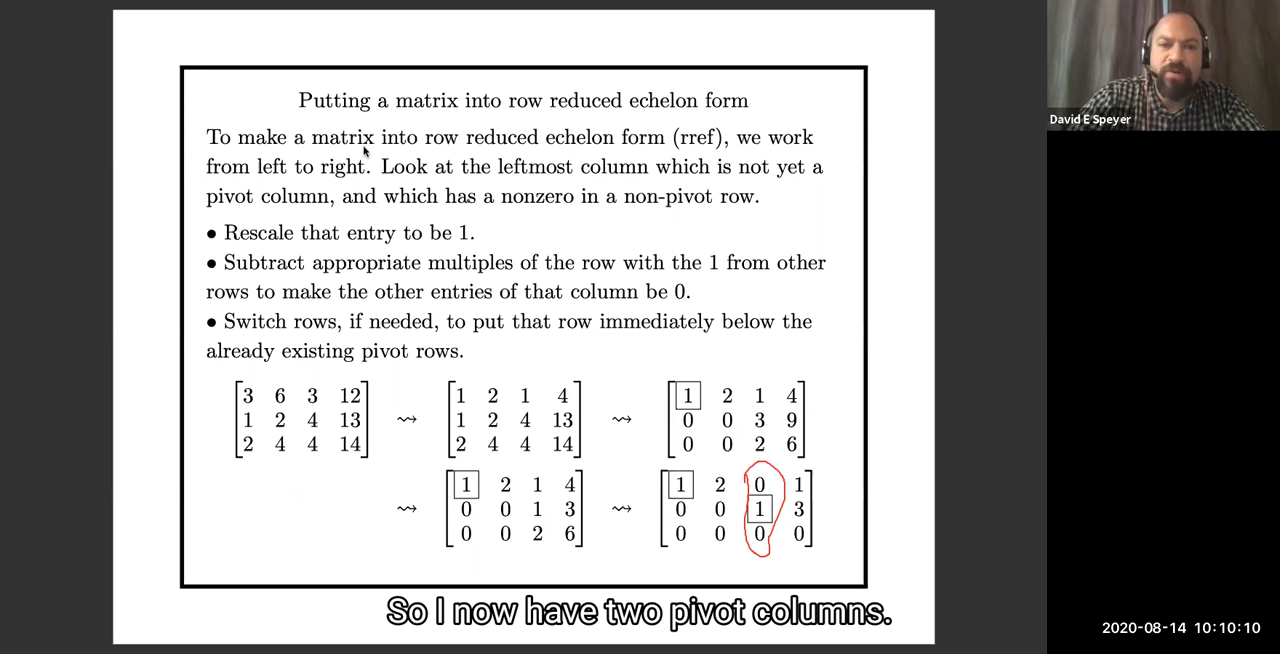 Putting a matrix into row reduced echelon form
To make a matrix into row reduced echelon form (rref), we work
from left to right. Look at the leftmost column which is not yet a
pivot column, and which has a nonzero in a non-pivot row.
• Rescale that entry to be 1.
• Subtract appropriate multiples of the row with the 1 from other
rows to make the other entries of that column be 0.
• Switch rows, if needed, to put that row immediately below the
already existing pivot rows.
[3 6 3 12] [1 2 1 4] [1 2 1 4]
[1 2 4 13] ⇝ [1 2 4 13] ⇝ [0 0 3 9]
[2 4 4 14] [2 4 4 14] [0 0 2 6]
[1 2 1 4] [1 2 0 1]
⇝ [0 0 1 3] ⇝ [0 0 1 3]
[0 0 2 6] [0 0 0 0]
So I now have two pivot columns.
David E Speyer
2020-08-14 10:10:10